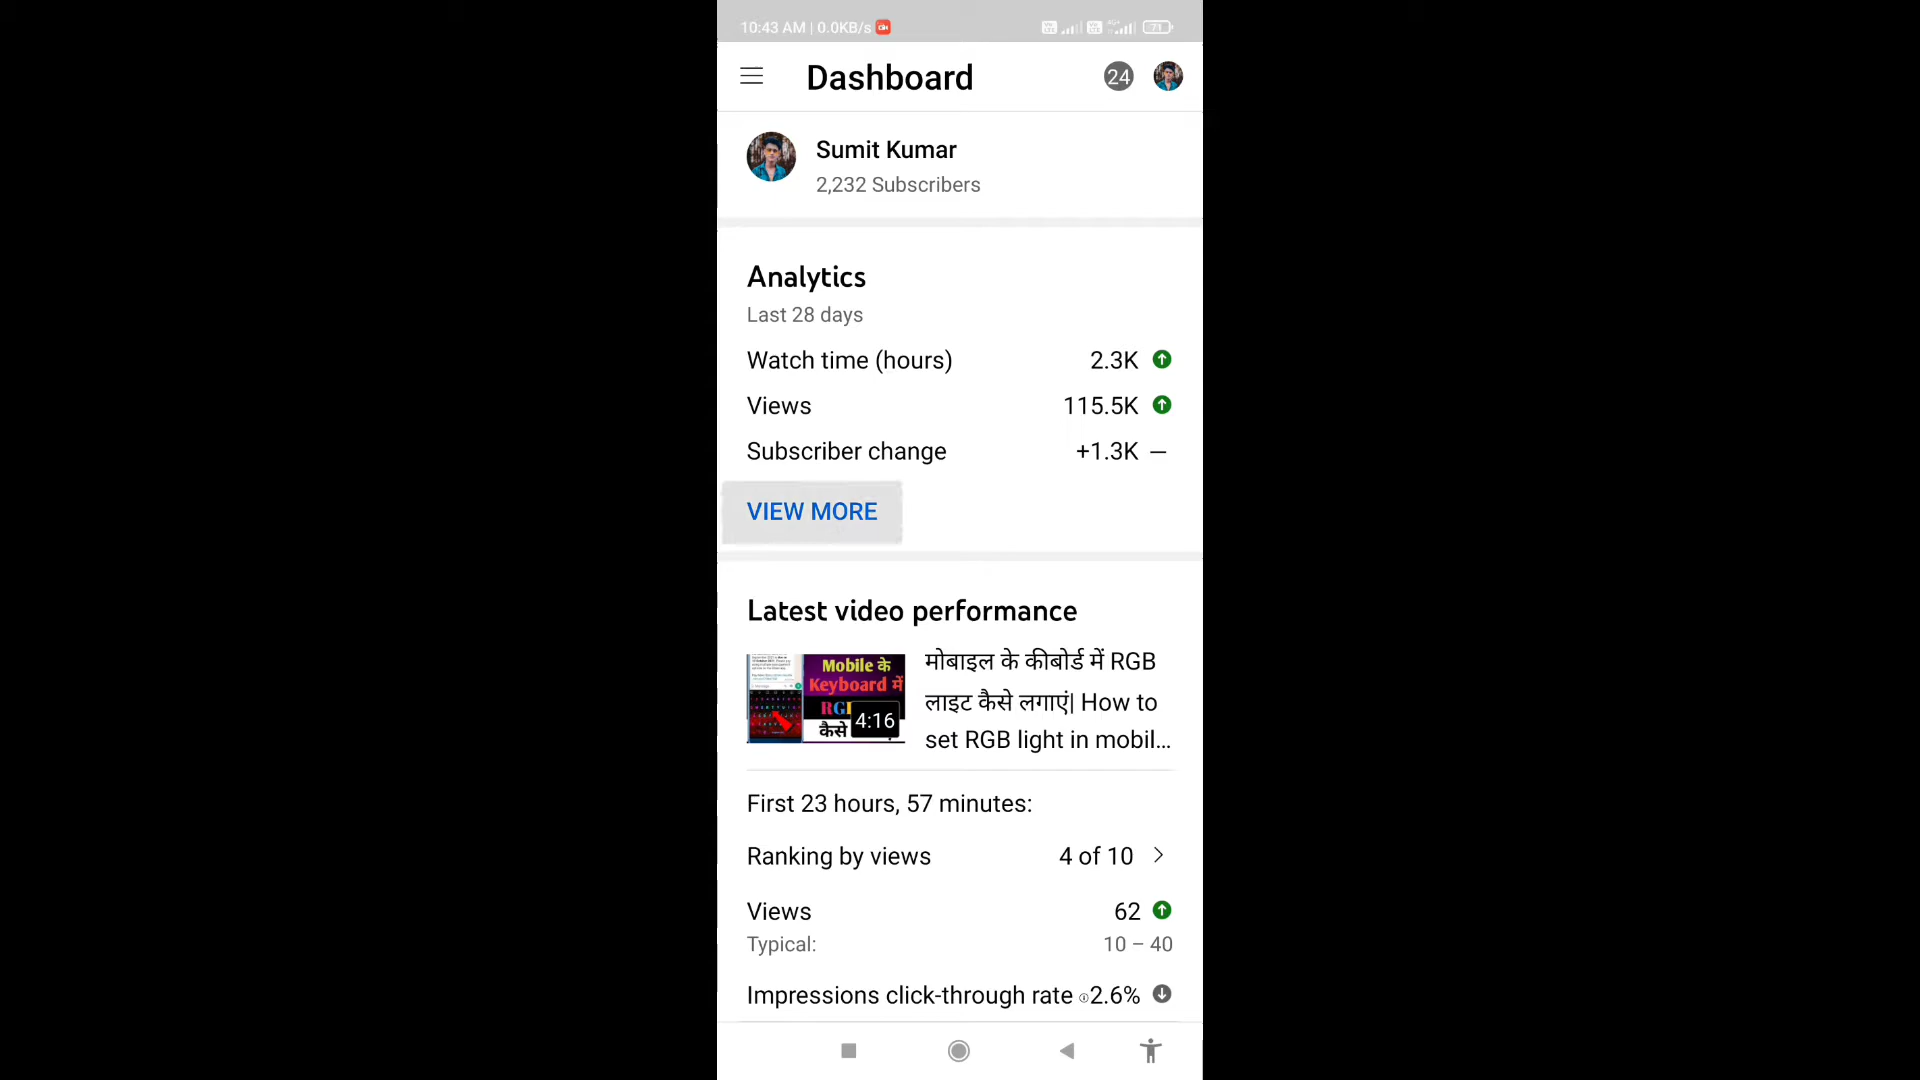 10:43 AM | 0.0KB/s
71
Dashboard
24
Sumit Kumar
2,232 Subscribers
Analytics
Last 28 days
Watch time (hours) 2.3K
Views 115.5K
Subscriber change +1.3K —
VIEW MORE
Latest video performance
Mobile के
Keyboard में
कैसे
4:16
मोबाइल के कीबोर्ड में RGB
लाइट कैसे लगाएं| How to
set RGB light in mobil...
First 23 hours, 57 minutes:
Ranking by views 4 of 10
Views 62
Typical: 10 – 40
Impressions click-through rate 2.6%